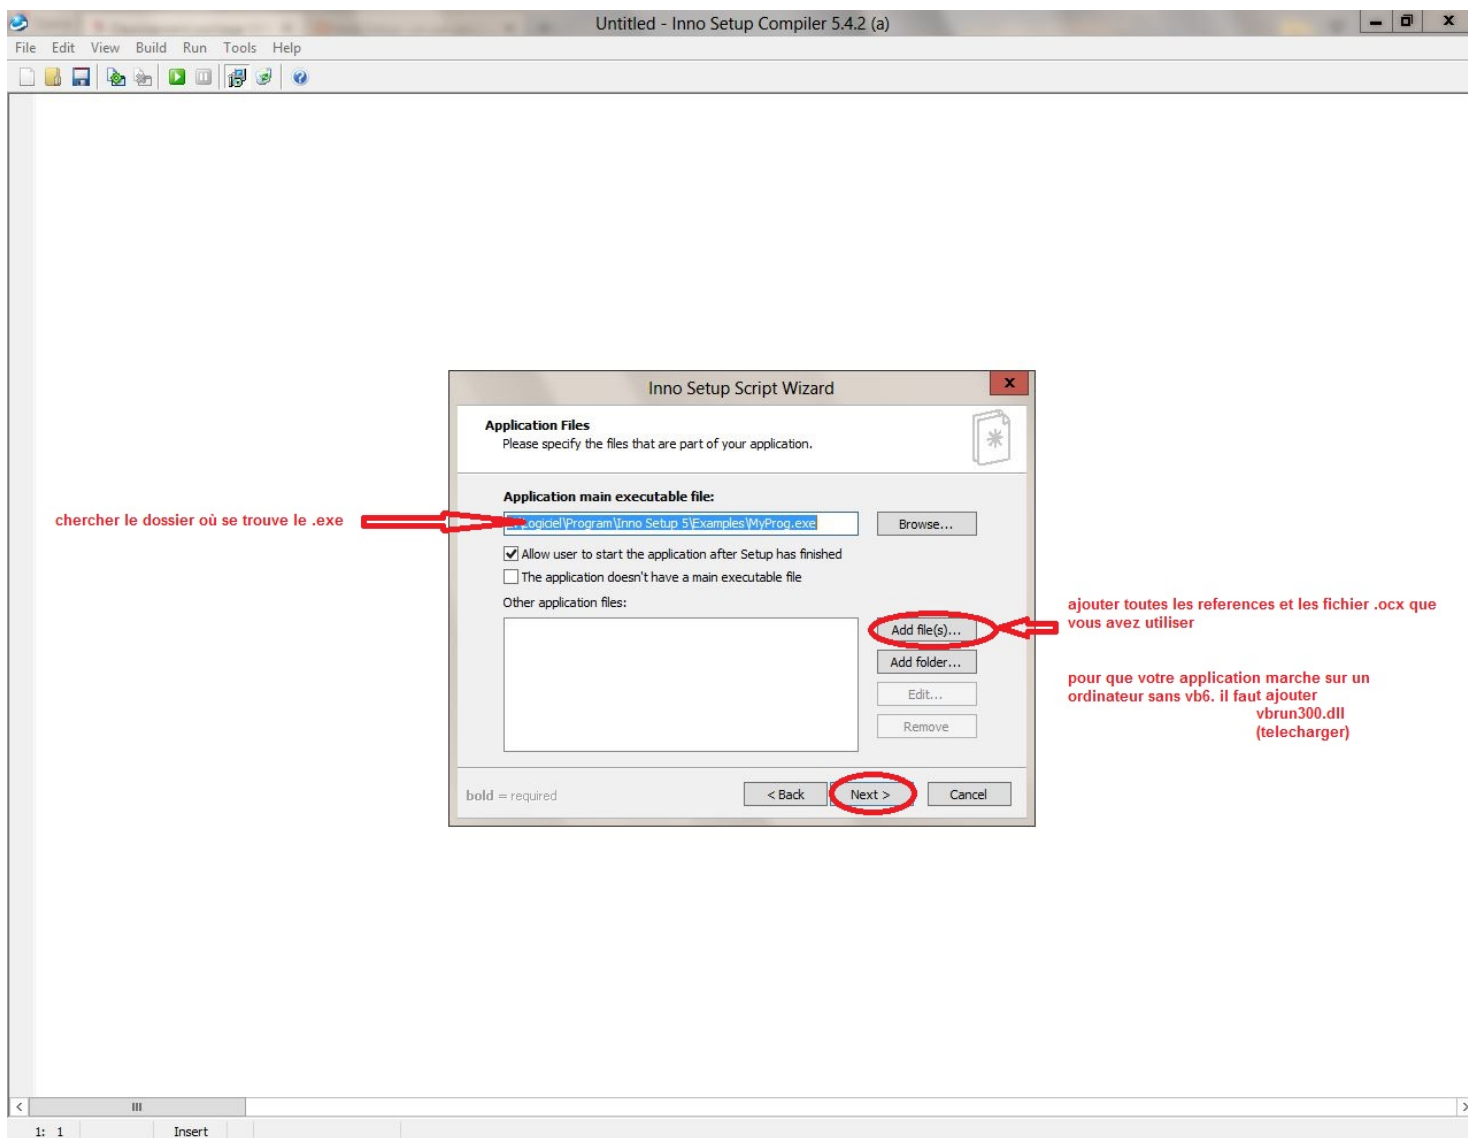 Untitled - Inno Setup Compiler 5.4.2 (a)
File Edit View Build Run Tools Help
Inno Setup Script Wizard
Application Files
Please specify the files that are part of your application.
Application main executable file:
chercher le dossier où se trouve le .exe
\Logiciel\Program\Inno Setup 5\Examples\MyProg.exe
Browse...
Allow user to start the application after Setup has finished
The application doesn't have a main executable file
Other application files:
ajouter toutes les references et les fichier .ocx que
vous avez utiliser
Add file(s)...
Add folder...
pour que votre application marche sur un
ordinateur sans vb6. il faut ajouter
vbrun300.dll
(telecharger)
Edit...
Remove
bold = required
< Back
Next >
Cancel
1: 1
Insert